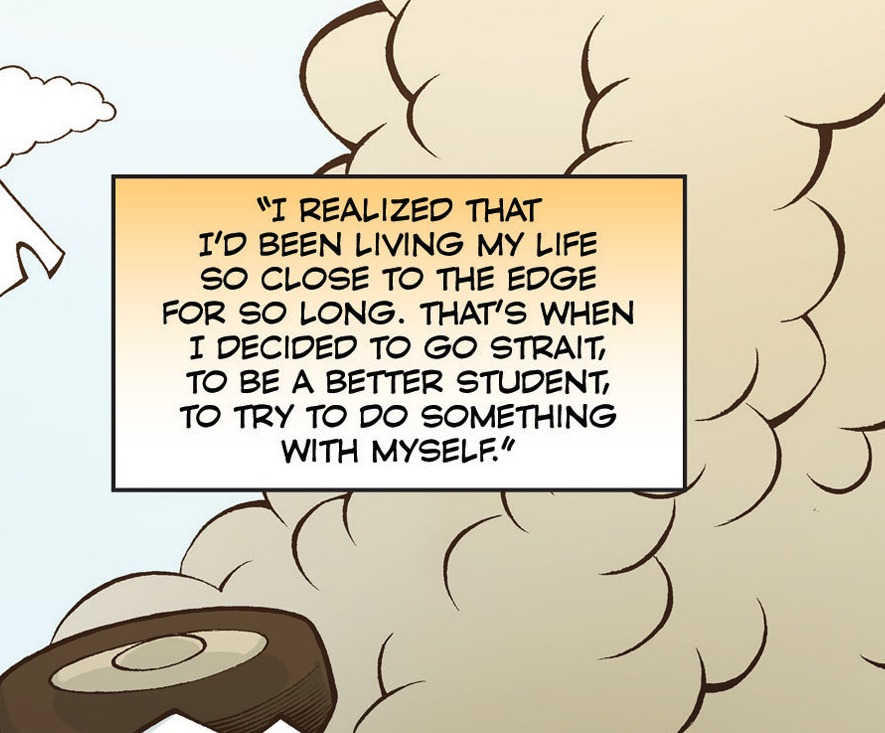 "I REALIZED THAT
I'D BEEN LIVING MY LIFE
SO CLOSE TO THE EDGE
FOR SO LONG. THAT'S WHEN
I DECIDED TO GO STRAIT,
TO BE A BETTER STUDENT,
TO TRY TO DO SOMETHING
WITH MYSELF."